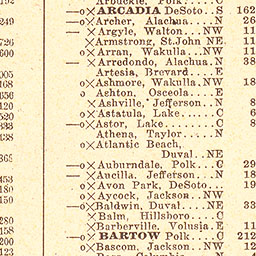 Arbuckle, Polk....C
—o×ARCADIA DeSoto..S 162
—o×Archer, Alachua...N 26
— ×Argyle, Walton...NW 11
×Armstrong, St.John NE 11
×Arran, Wakulla..NW 11
— ×Arredondo, Alachua.N 38
Artesia, Brevard....E
o×Ashmore, Wakulla.NW 18
o Ashton, Osceola....E
o×Ashville, Jefferson..N 8
o×Astatula, Lake.....C 6
—o×Astor, Lake........C 8
Athena, Taylor.....N
o×Atlantic Beach,
Duval..NE
—o×Auburndale, Polk...C 29
— ×Aucilla, Jefferson..N 18
o×Avon Park, DeSoto... 19
o×Aycock, Jackson..NW
—o×Baldwin, Duval...NE 33
×Balm, Hillsboro....C
×Barberville, Volusia.E 11
—o×BARTOW Polk....C 212
o×Bascom, Jackson..NW 12